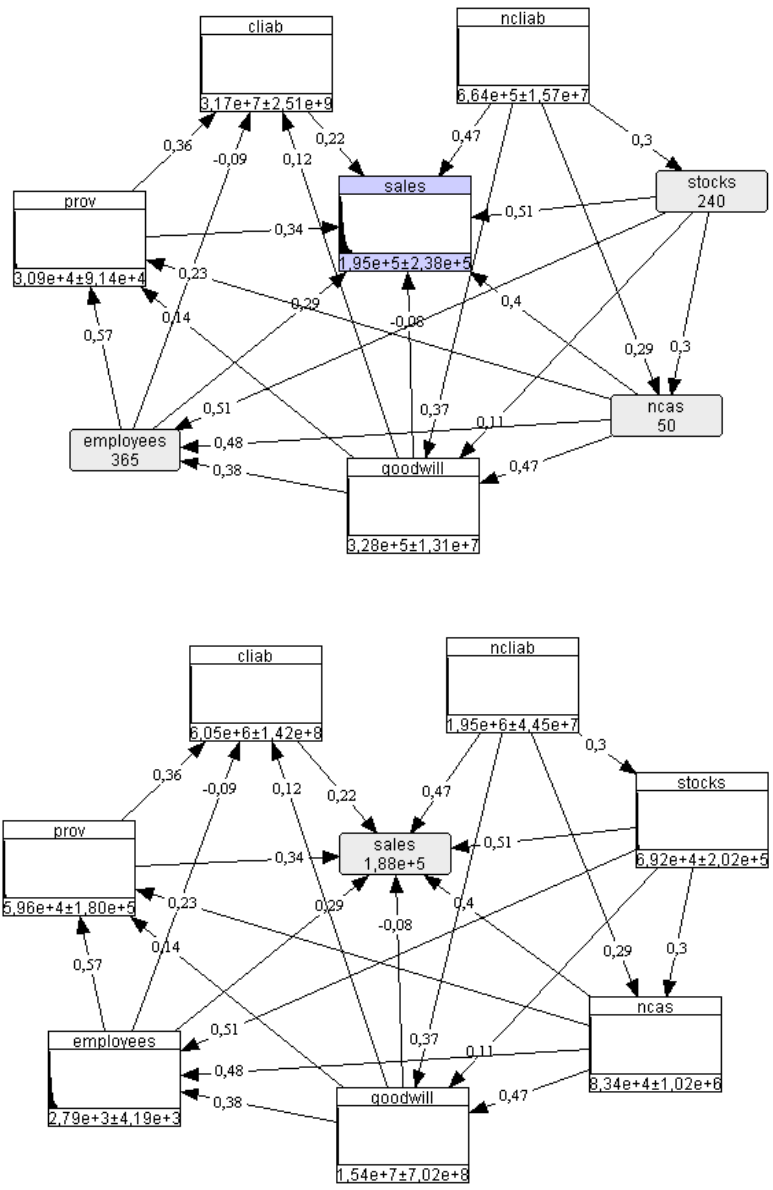 cliab
3,17e+7±2,51e+9
ncliab
6,64e+5±1,57e+7
0,36
-0,09
0,12
0,22
0,47
0,3
stocks
240
prov
3,09e+4±9,14e+4
sales
1,95e+5±2,38e+5
0,34
0,51
0,23
0,29
0,14
-0,08
0,4
0,57
0,29
0,3
0,51
0,37
0,11
ncas
50
employees
365
0,48
0,38
0,47
goodwill
3,28e+5±1,31e+7
cliab
6,05e+6±1,42e+8
ncliab
1,95e+6±4,45e+7
0,3
0,36
-0,09
0,12
0,22
0,47
stocks
6,92e+4±2,02e+5
prov
5,96e+4±1,80e+5
sales
1,88e+5
0,34
0,51
0,23
0,29
0,4
-0,08
0,14
0,57
0,29
0,3
ncas
8,34e+4±1,02e+6
employees
2,79e+3±4,19e+3
0,51
0,37
0,11
0,48
0,38
0,47
goodwill
1,54e+7±7,02e+8